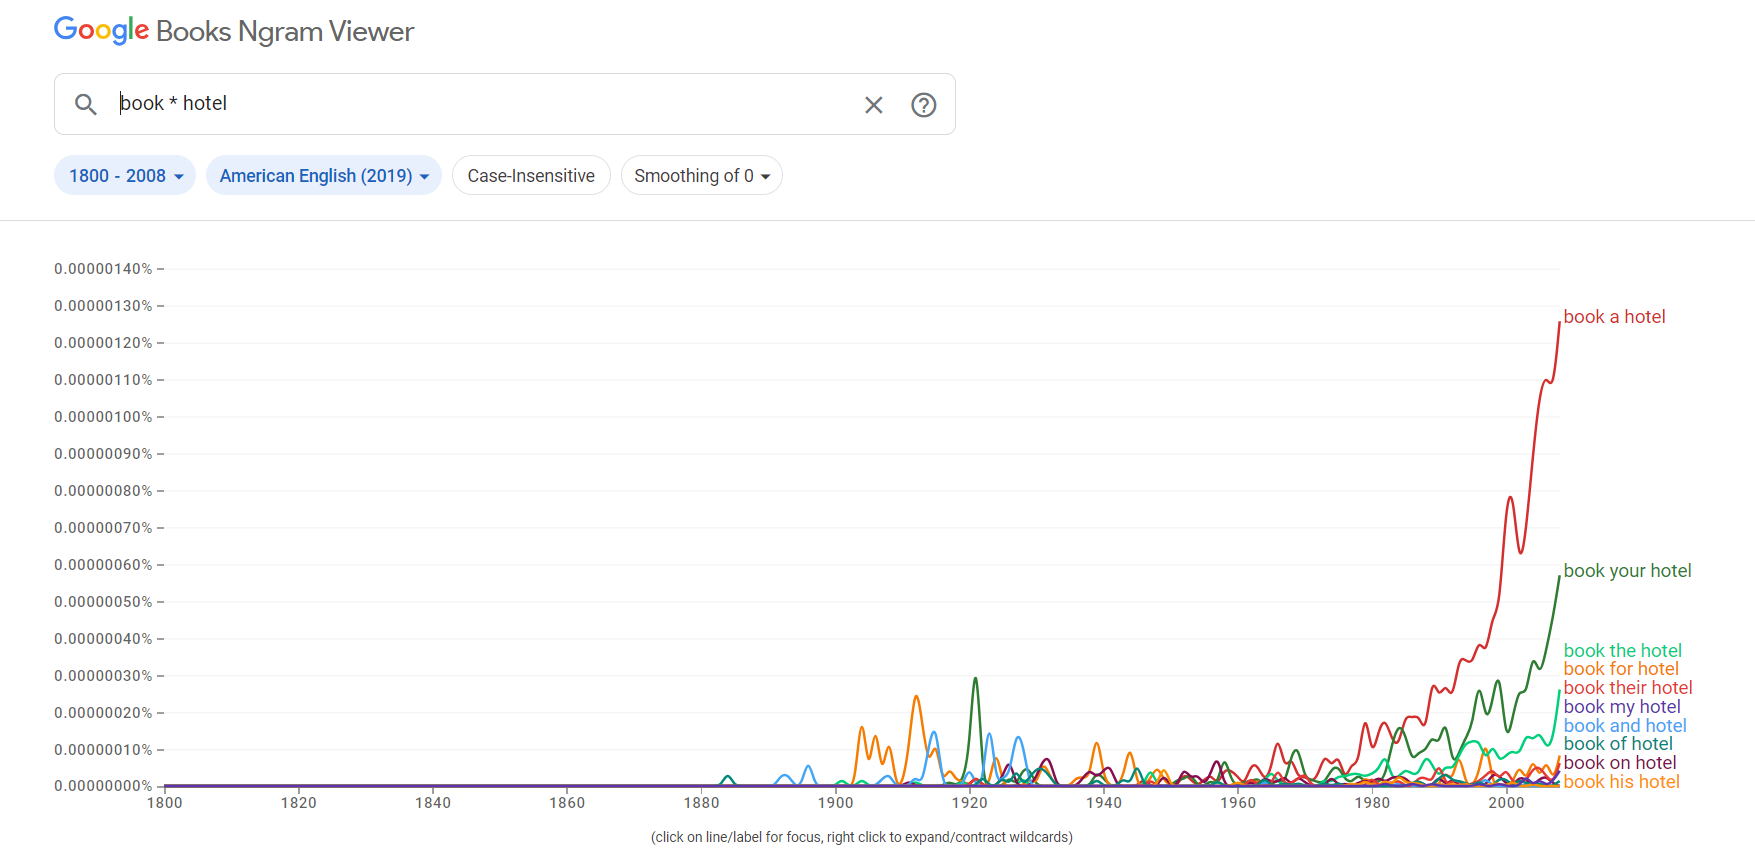 Google Books Ngram Viewer
book * hotel
1800 - 2008
American English (2019)
Case-Insensitive
Smoothing of 0
0.00000140%
0.00000130%
0.00000120%
0.00000110%
0.00000100%
0.00000090%
0.00000080%
0.00000070%
0.00000060%
0.00000050%
0.00000040%
0.00000030%
0.00000020%
0.00000010%
0.00000000%
book a hotel
book your hotel
book the hotel
book for hotel
book their hotel
book my hotel
book and hotel
book of hotel
book on hotel
book his hotel
1800 1820 1840 1860 1880 1900 1920 1940 1960 1980 2000
(click on line/label for focus, right click to expand/contract wildcards)